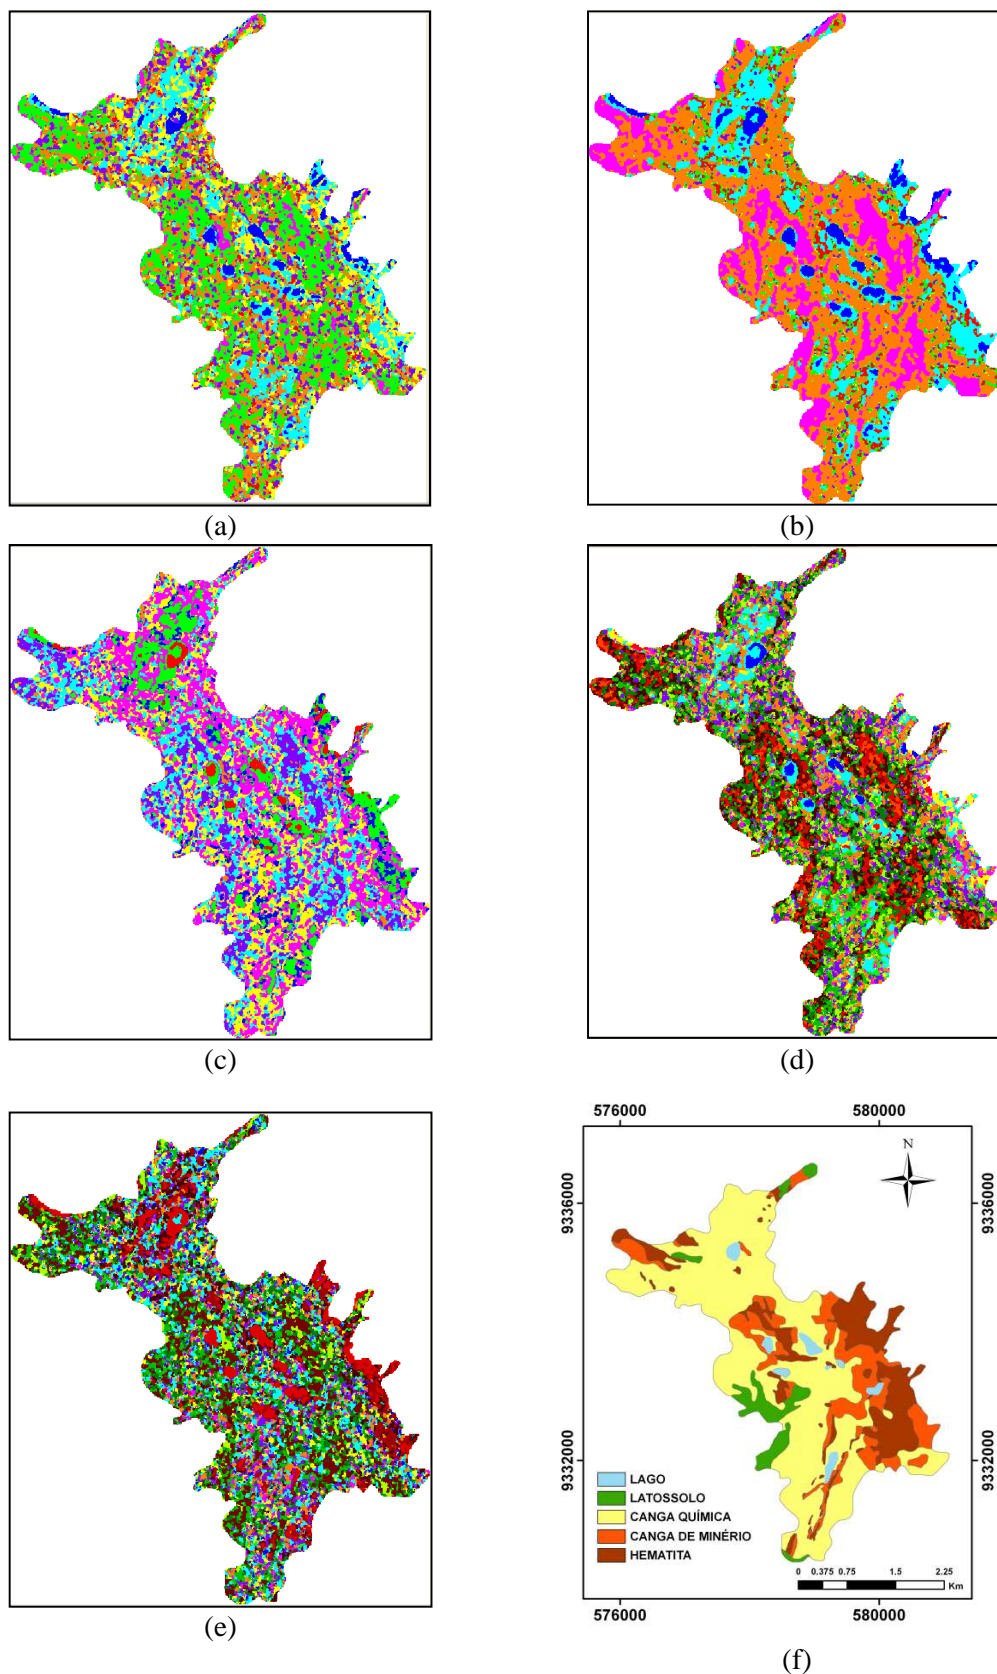 (a)
(b)
(c)
(d)
576000 580000
N
9336000 9336000
LAGO
LATOSSOLO
CANGA QUÍMICA
CANGA DE MINÉRIO
HEMATITA
9332000 9332000
0 0.375 0.75 1.5 2.25
Km
576000 580000
(e)
(f)